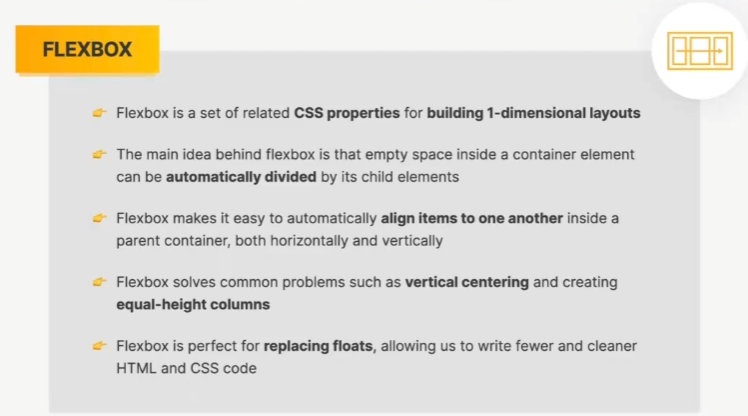 FLEXBOX
Flexbox is a set of related CSS properties for building 1-dimensional layouts
The main idea behind flexbox is that empty space inside a container element
can be automatically divided by its child elements
Flexbox makes it easy to automatically align items to one another inside a
parent container, both horizontally and vertically
Flexbox solves common problems such as vertical centering and creating
equal-height columns
Flexbox is perfect for replacing floats, allowing us to write fewer and cleaner
HTML and CSS code